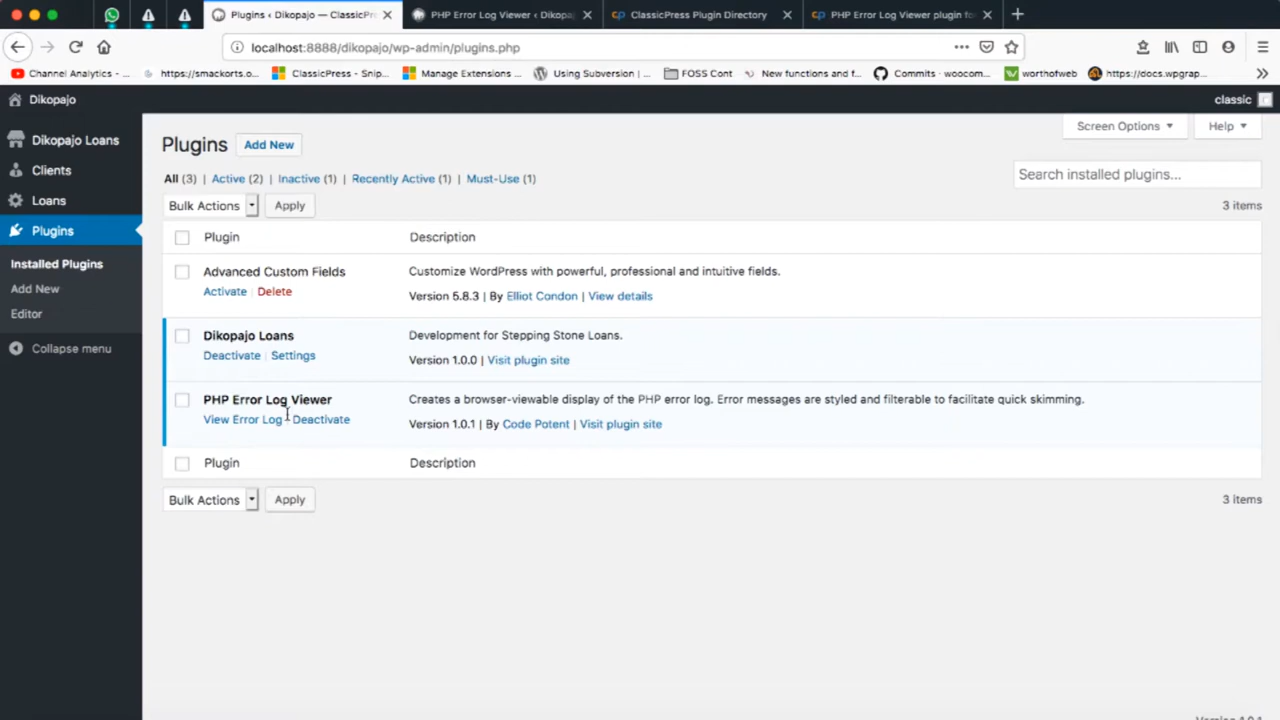 Plugins ‹ Dikopajo — ClassicPr
PHP Error Log Viewer ‹ Dikopaj
ClassicPress Plugin Directory
PHP Error Log Viewer plugin fo
localhost:8888/dikopajo/wp-admin/plugins.php
Channel Analytics - ...
https://smackorts.o...
ClassicPress - Snip...
Manage Extensions ...
Using Subversion | ...
FOSS Cont
New functions and f...
Commits · woocom...
worthofweb
https://docs.wpgrap...
Dikopajo
classic
Dikopajo Loans
Clients
Loans
Plugins
Installed Plugins
Add New
Editor
Collapse menu
Screen Options
Help
Plugins Add New
All (3) | Active (2) | Inactive (1) | Recently Active (1) | Must-Use (1)
Search installed plugins...
Bulk Actions Apply
3 items
Plugin Description
Advanced Custom Fields Customize WordPress with powerful, professional and intuitive fields.
Activate | Delete Version 5.8.3 | By Elliot Condon | View details
Dikopajo Loans Development for Stepping Stone Loans.
Deactivate | Settings Version 1.0.0 | Visit plugin site
PHP Error Log Viewer Creates a browser-viewable display of the PHP error log. Error messages are styled and filterable to facilitate quick skimming.
View Error Log Deactivate Version 1.0.1 | By Code Potent | Visit plugin site
Plugin Description
Bulk Actions Apply
3 items